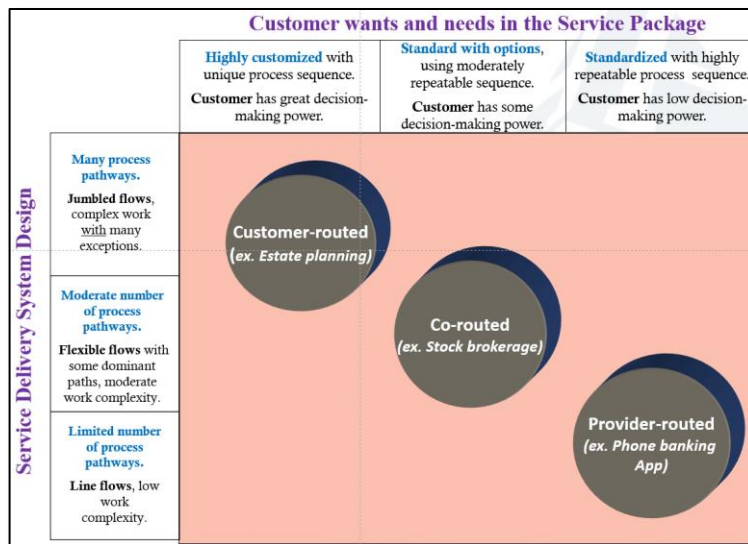 Customer wants and needs in the Service Package
Highly customized with
unique process sequence.
Customer has great decision-
making power.
Standard with options,
using moderately
repeatable sequence.
Customer has some
decision-making power.
Standardized with highly
repeatable process sequence.
Customer has low decision-
making power.
Service Delivery System Design
Many process
pathways.
Jumbled flows,
complex work
with many
exceptions.
Customer-routed
(ex. Estate planning)
Moderate number
of process
pathways.
Flexible flows with
some dominant
paths, moderate
work complexity.
Co-routed
(ex. Stock brokerage)
Limited number
of process
pathways.
Line flows, low
work
complexity.
Provider-routed
(ex. Phone banking
App)